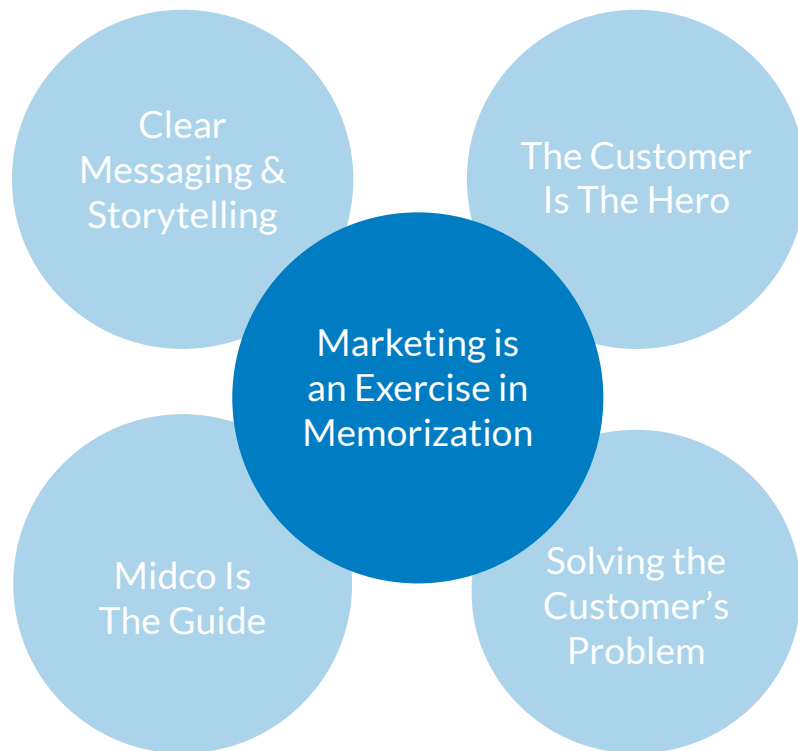 Clear
Messaging &
Storytelling
The Customer
Is The Hero
Marketing is
an Exercise in
Memorization
Midco Is
The Guide
Solving the
Customer’s
Problem